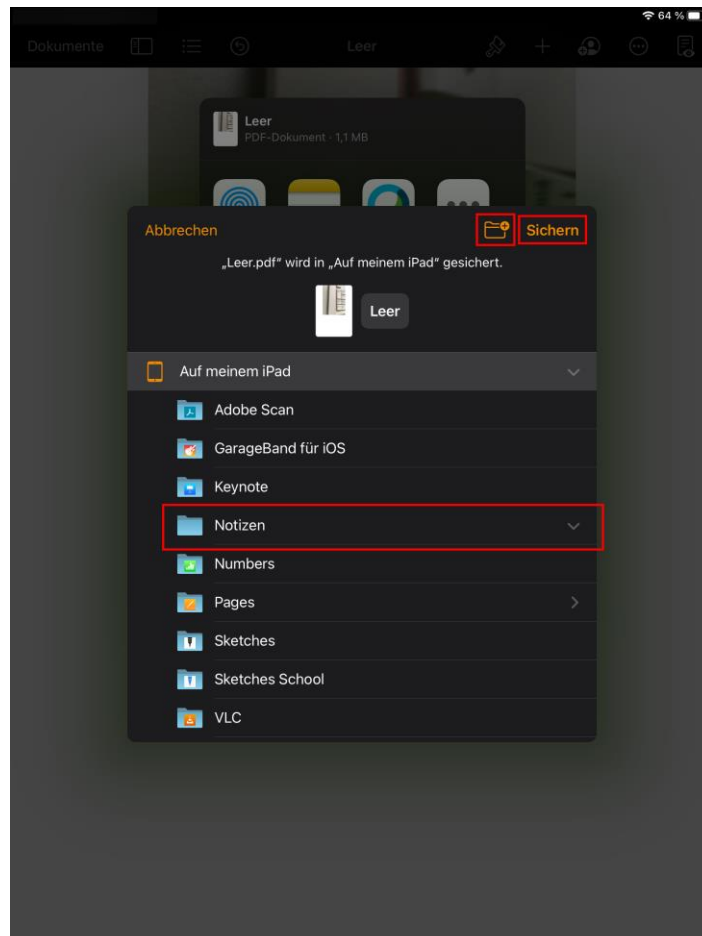 64 %
Dokumente
Leer
Leer
PDF-Dokument · 1,1 MB
Abbrechen
Sichern
„Leer.pdf“ wird in „Auf meinem iPad“ gesichert.
Leer
Auf meinem iPad
Adobe Scan
GarageBand für iOS
Keynote
Notizen
Numbers
Pages
Sketches
Sketches School
VLC